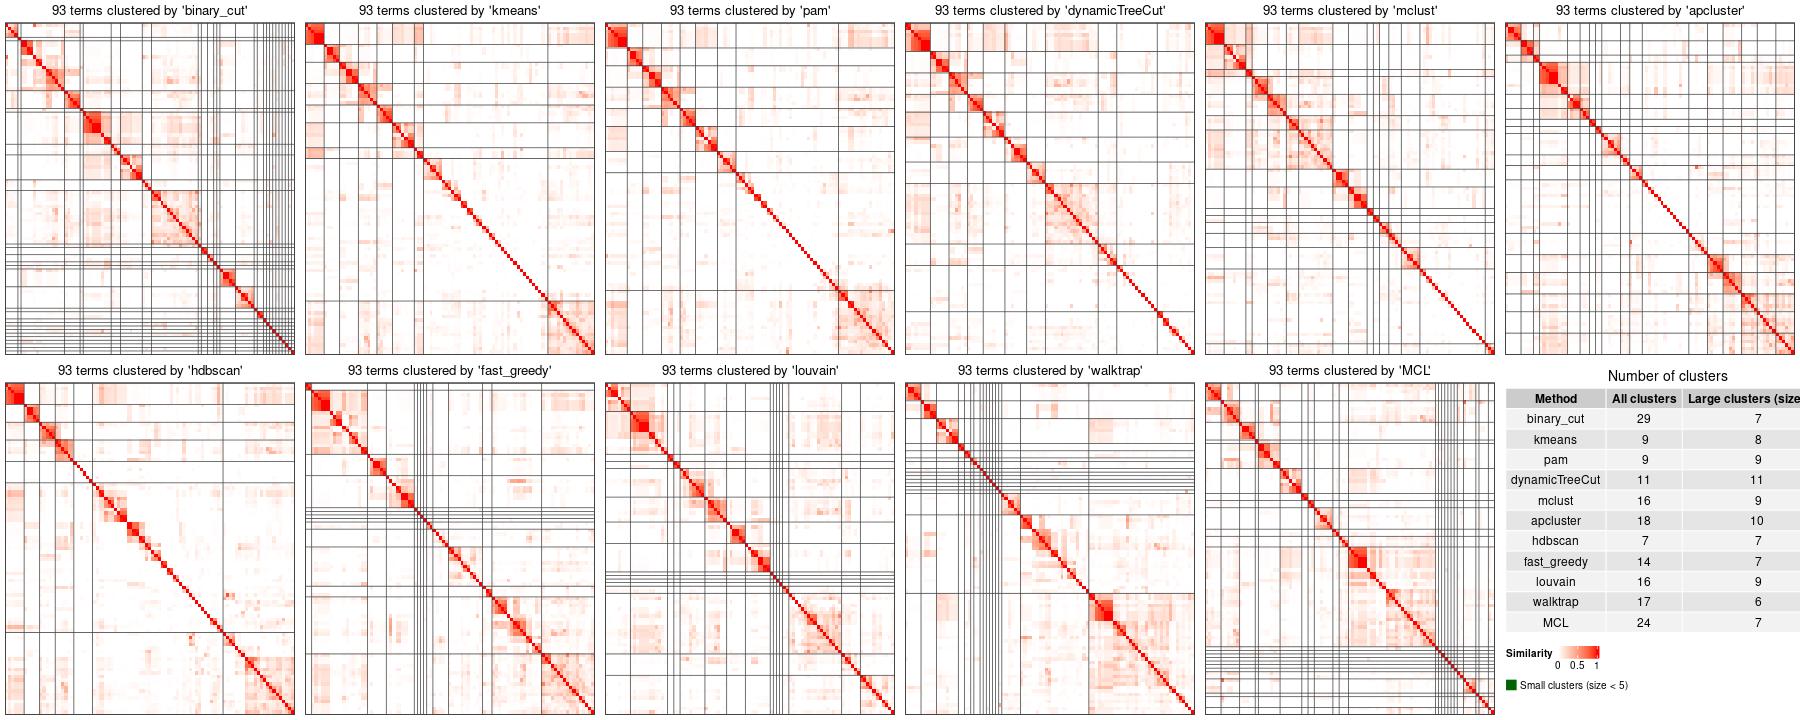 93 terms clustered by 'binary_cut'
93 terms clustered by 'kmeans'
93 terms clustered by 'pam'
93 terms clustered by 'dynamicTreeCut'
93 terms clustered by 'mclust'
93 terms clustered by 'apcluster'
93 terms clustered by 'hdbscan'
93 terms clustered by 'fast_greedy'
93 terms clustered by 'louvain'
93 terms clustered by 'walktrap'
93 terms clustered by 'MCL'
Number of clusters
Method All clusters Large clusters (size
binary_cut 29 7
kmeans 9 8
pam 9 9
dynamicTreeCut 11 11
mclust 16 9
apcluster 18 10
hdbscan 7 7
fast_greedy 14 7
louvain 16 9
walktrap 17 6
MCL 24 7
Similarity
0 0.5 1
Small clusters (size < 5)